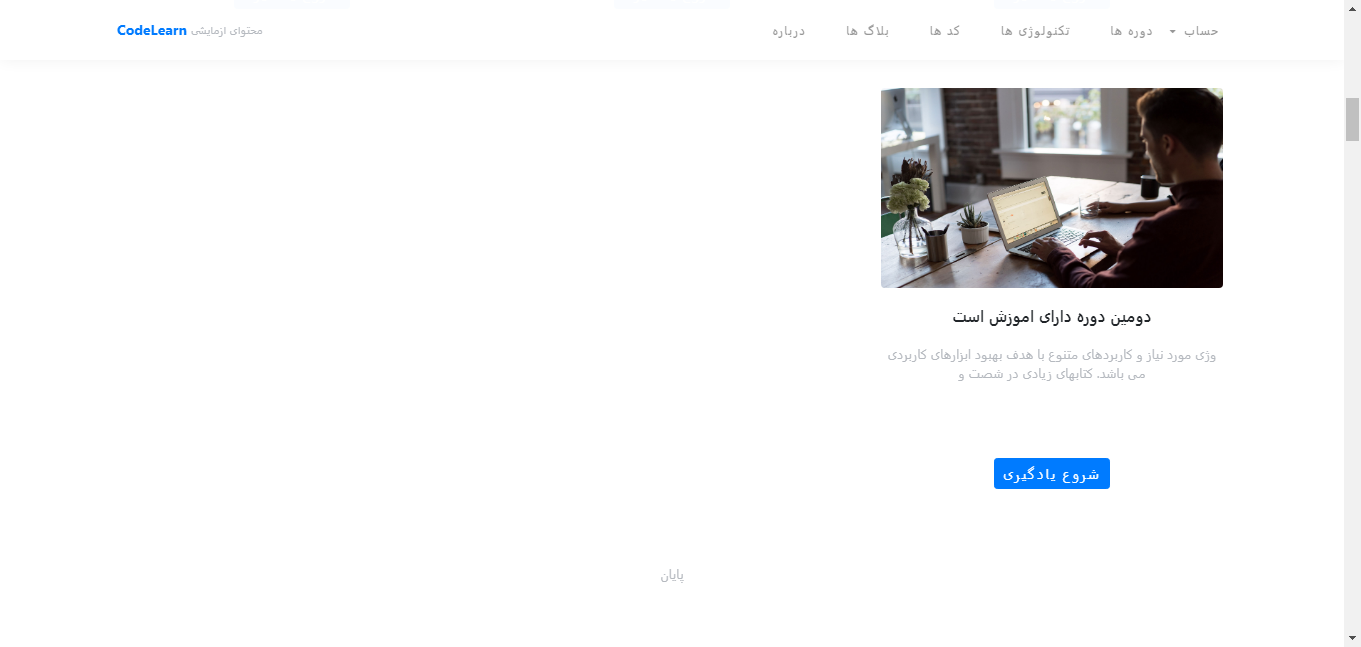 حساب
دوره ها
تکنولوژی ها
کد ها
بلاگ ها
درباره
محتوای ازمایشی CodeLearn
دومین دوره دارای اموزش است
وژی مورد نیاز و کاربردهای متنوع با هدف بهبود ابزارهای کاربردی
می باشد. کتابهای زیادی در شصت و
شروع یادگیری
پایان